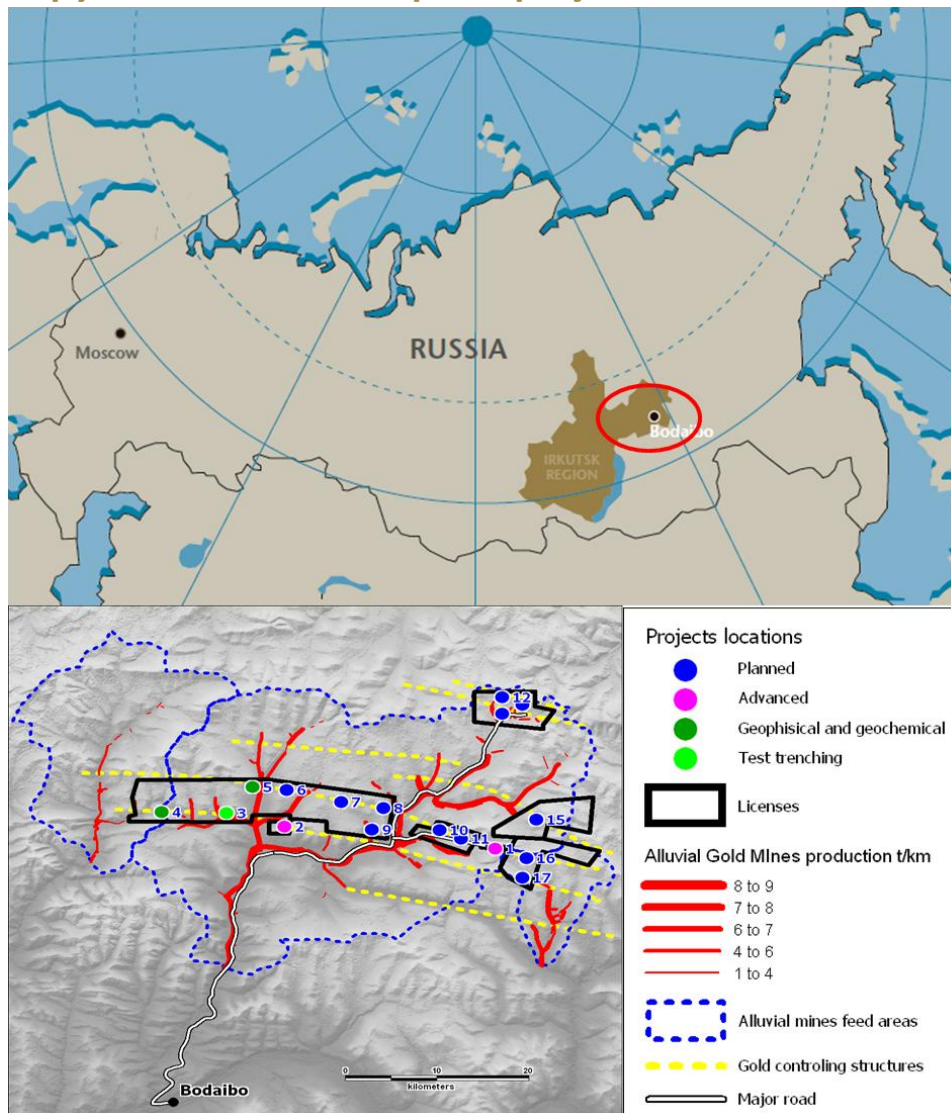 Moscow
RUSSIA
Bodaibo
IRKUTSK
REGION
12
5
6
7
8
4
3
2
9
10
11
15
1
16
17
0 10 20
kilometers
Bodaibo
Projects locations
Planned
Advanced
Geophisical and geochemical
Test trenching
Licenses
Alluvial Gold MInes production t/km
8 to 9
7 to 8
6 to 7
4 to 6
1 to 4
Alluvial mines feed areas
Gold controling structures
Major road